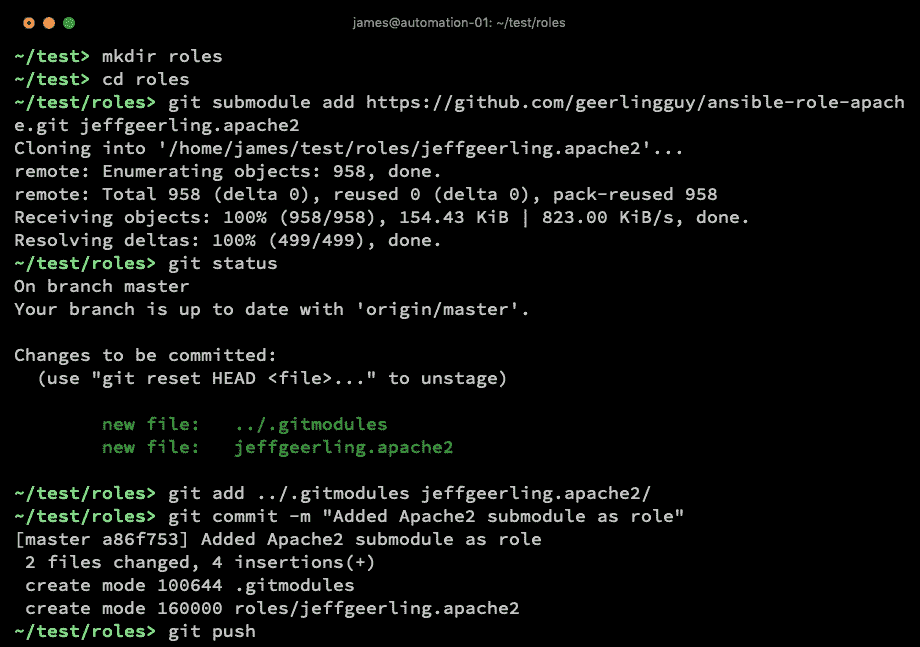 james@automation-01: ~/test/roles
~/test> mkdir roles
~/test> cd roles
~/test/roles> git submodule add https://github.com/geerlingguy/ansible-role-apach
e.git jeffgeerling.apache2
Cloning into '/home/james/test/roles/jeffgeerling.apache2'...
remote: Enumerating objects: 958, done.
remote: Total 958 (delta 0), reused 0 (delta 0), pack-reused 958
Receiving objects: 100% (958/958), 154.43 KiB | 823.00 KiB/s, done.
Resolving deltas: 100% (499/499), done.
~/test/roles> git status
On branch master
Your branch is up to date with 'origin/master'.

Changes to be committed:
  (use "git reset HEAD <file>..." to unstage)

        new file:   ../.gitmodules
        new file:   jeffgeerling.apache2

~/test/roles> git add ../.gitmodules jeffgeerling.apache2/
~/test/roles> git commit -m "Added Apache2 submodule as role"
[master a86f753] Added Apache2 submodule as role
 2 files changed, 4 insertions(+)
 create mode 100644 .gitmodules
 create mode 160000 roles/jeffgeerling.apache2
~/test/roles> git push